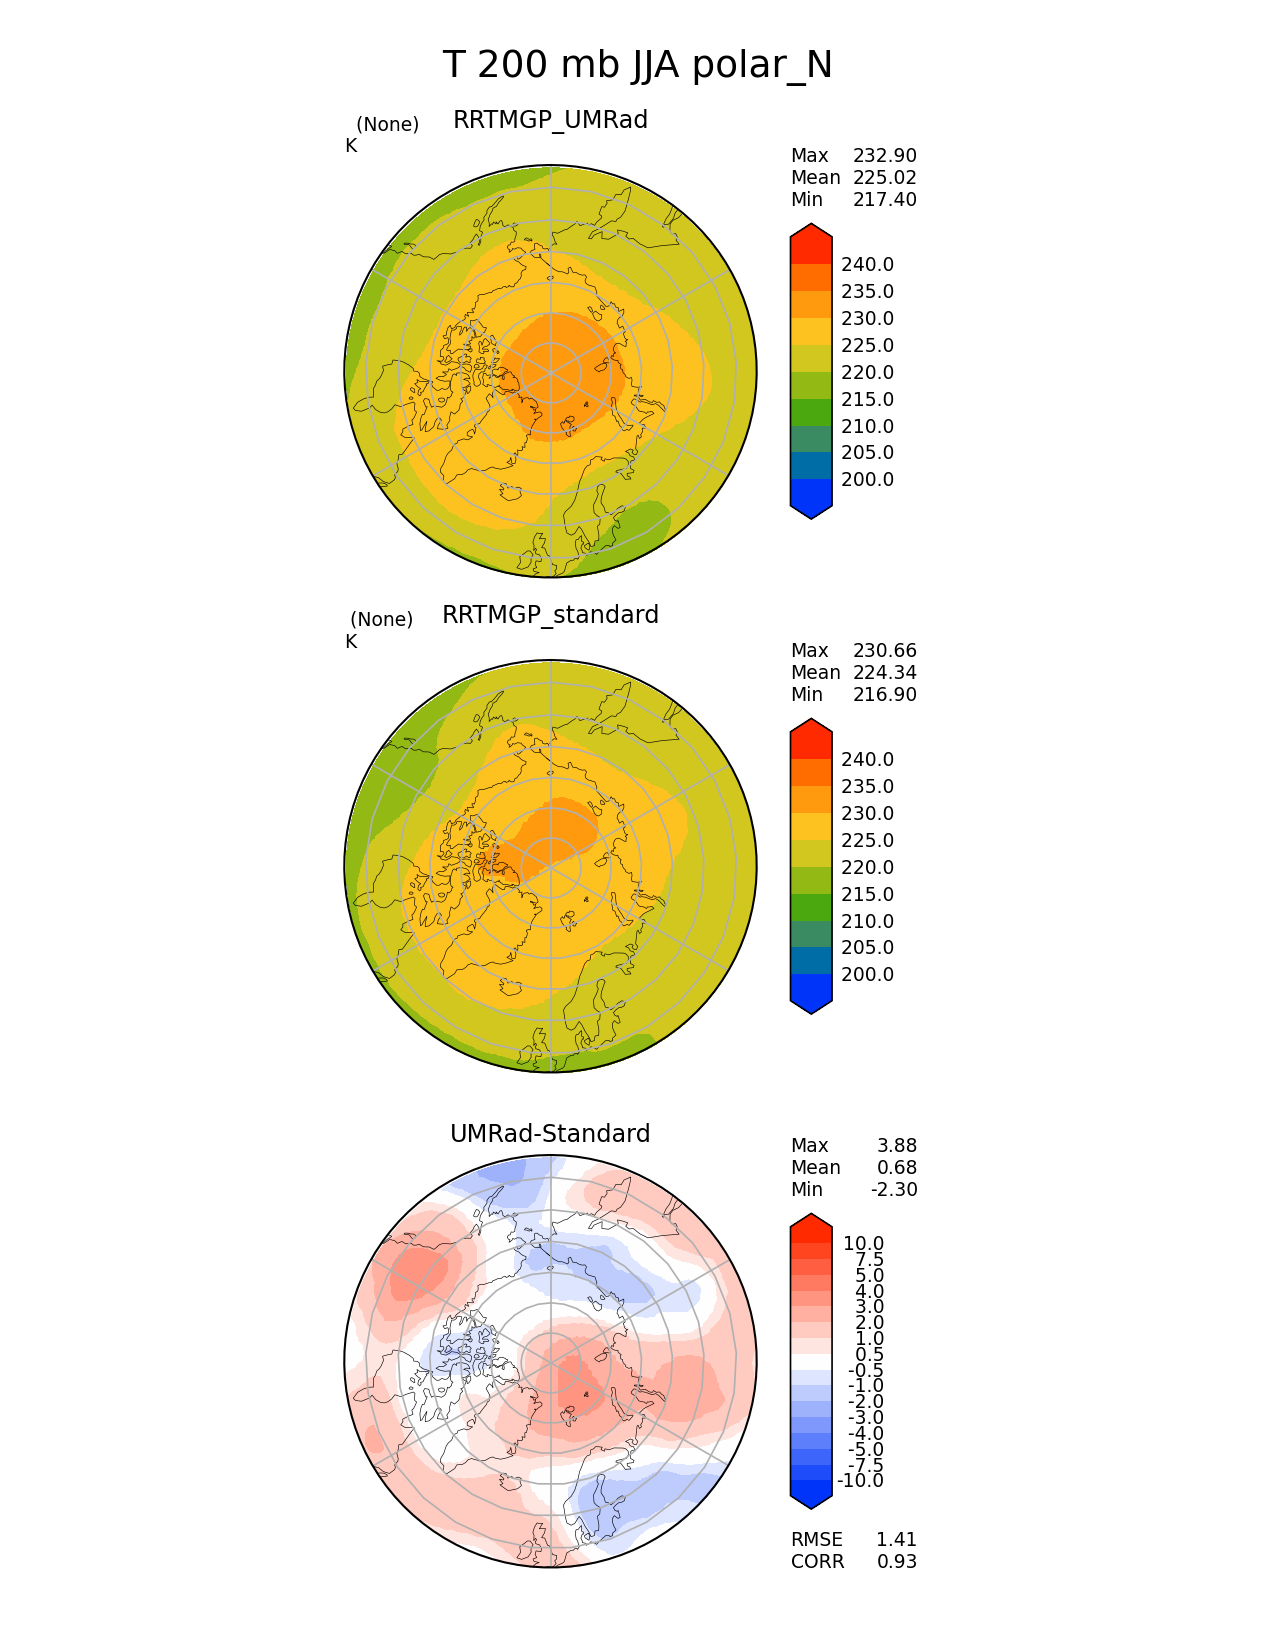 T 200 mb JJA polar_N
(None) RRTMGP_UMRad
K
Max 232.90
Mean 225.02
Min 217.40
240.0
235.0
230.0
225.0
220.0
215.0
210.0
205.0
200.0
(None) RRTMGP_standard
K
Max 230.66
Mean 224.34
Min 216.90
240.0
235.0
230.0
225.0
220.0
215.0
210.0
205.0
200.0
UMRad-Standard
Max 3.88
Mean 0.68
Min -2.30
10.0
7.5
5.0
4.0
3.0
2.0
1.0
0.5
-0.5
-1.0
-2.0
-3.0
-4.0
-5.0
-7.5
-10.0
RMSE 1.41
CORR 0.93